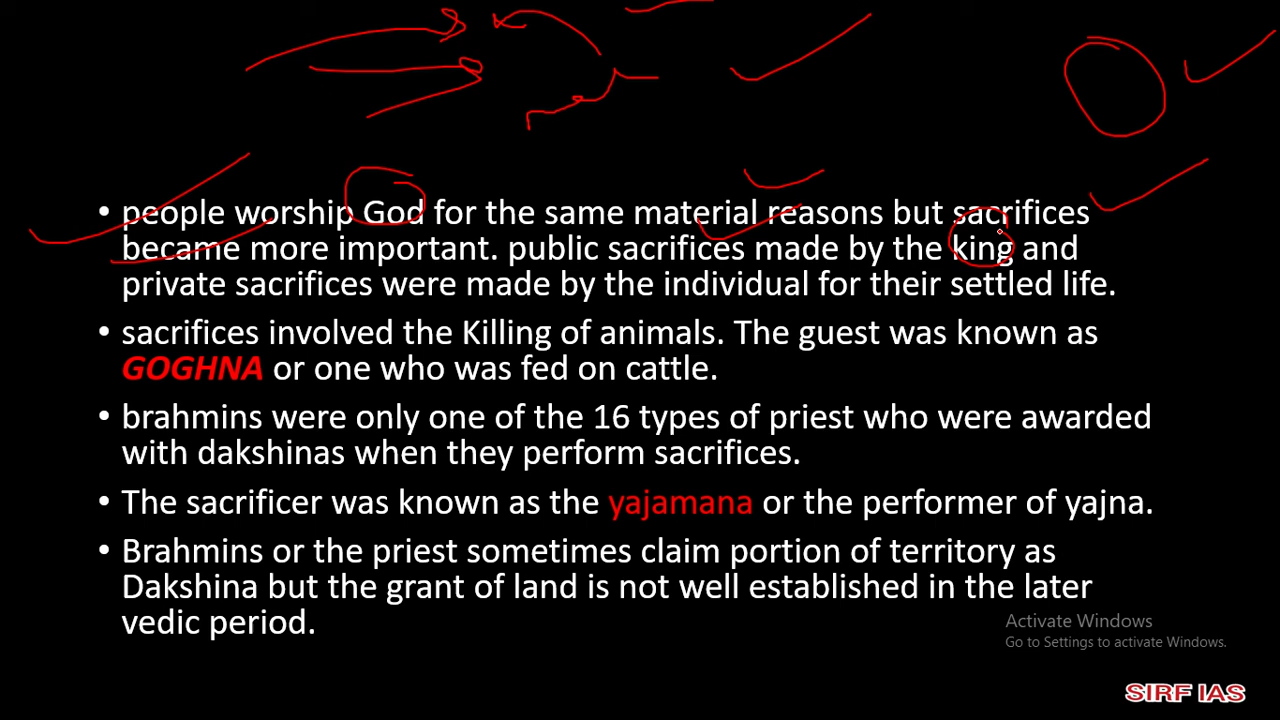 • people worship God for the same material reasons but sacrifices
became more important. public sacrifices made by the king and
private sacrifices were made by the individual for their settled life.
• sacrifices involved the Killing of animals. The guest was known as
GOGHNA or one who was fed on cattle.
• brahmins were only one of the 16 types of priest who were awarded
with dakshinas when they perform sacrifices.
• The sacrificer was known as the yajamana or the performer of yajna.
• Brahmins or the priest sometimes claim portion of territory as
Dakshina but the grant of land is not well established in the later
vedic period.
Activate Windows
Go to Settings to activate Windows.
SIRF IAS